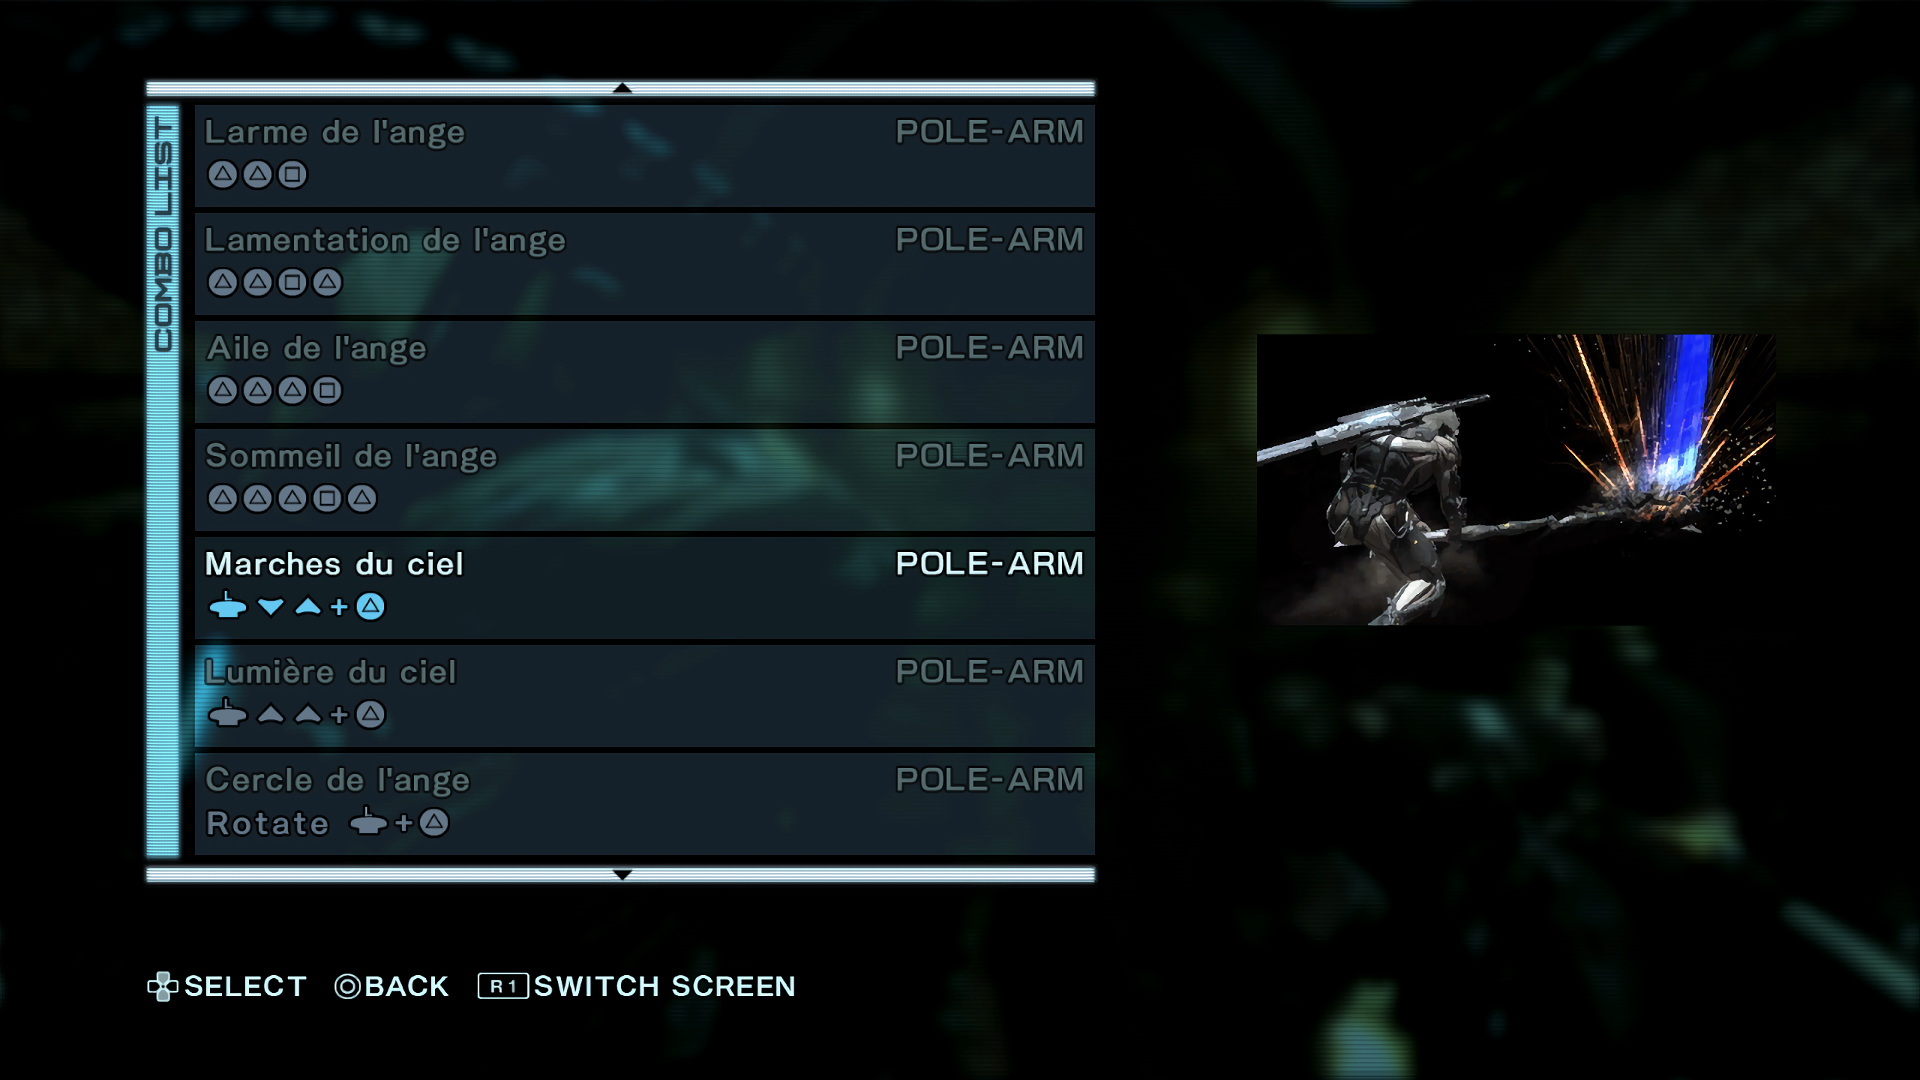 COMBO LIST
Larme de l'ange POLE-ARM
Lamentation de l'ange POLE-ARM
Aile de l'ange POLE-ARM
Sommeil de l'ange POLE-ARM
Marches du ciel POLE-ARM
L + 
Lumière du ciel POLE-ARM
L + 
Cercle de l'ange POLE-ARM
Rotate L + 
SELECT BACK R1 SWITCH SCREEN